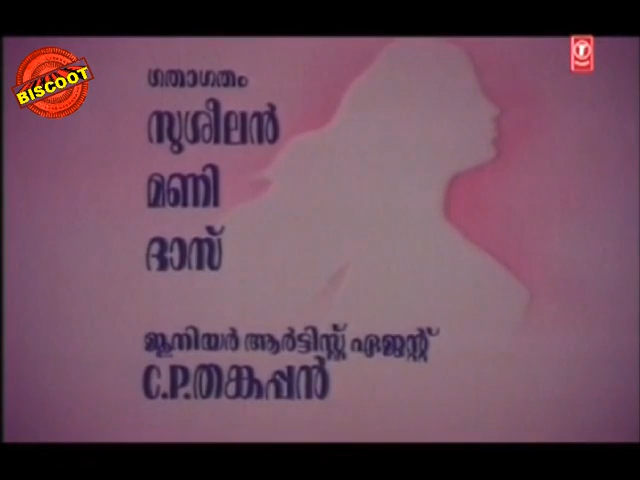 BISCOOT
ഗതാഗതം
സുശീലൻ
മണി
ദാസ്
ജൂനിയർ ആർട്ടിസ്റ്റ് ഏജന്റ്
C.P.തങ്കപ്പൻ